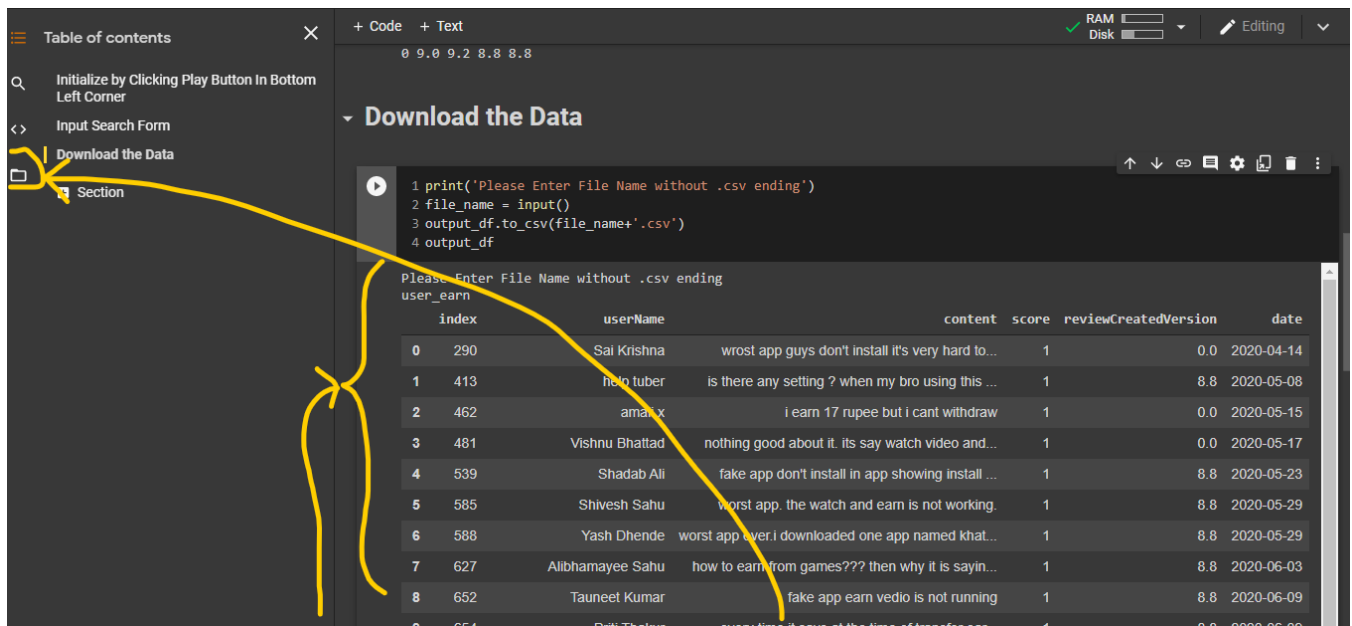 Table of contents
Initialize by Clicking Play Button In Bottom
Left Corner
Input Search Form
Download the Data
Section
+ Code + Text
RAM
Disk
Editing
0 9.0 9.2 8.8 8.8
Download the Data
1 print('Please Enter File Name without .csv ending')
2 file_name = input()
3 output_df.to_csv(file_name+'.csv')
4 output_df
Please Enter File Name without .csv ending
user_earn
index userName content score reviewCreatedVersion date
0 290 Sai Krishna wrost app guys don't install it's very hard to... 1 0.0 2020-04-14
1 413 help tuber is there any setting ? when my bro using this ... 1 8.8 2020-05-08
2 462 x i earn 17 rupee but i cant withdraw 1 0.0 2020-05-15
3 481 Vishnu Bhattad nothing good about it. its say watch video and... 1 0.0 2020-05-17
4 539 Shadab Ali fake app don't install in app showing install ... 1 8.8 2020-05-23
5 585 Shivesh Sahu worst app. the watch and earn is not working. 1 8.8 2020-05-29
6 588 Yash Dhende worst app ever.i downloaded one app named khat... 1 8.8 2020-05-29
7 627 Alibhamayee Sahu how to earn from games??? then why it is sayin... 1 8.8 2020-06-03
8 652 Tauneet Kumar fake app earn vedio is not running 1 8.8 2020-06-09